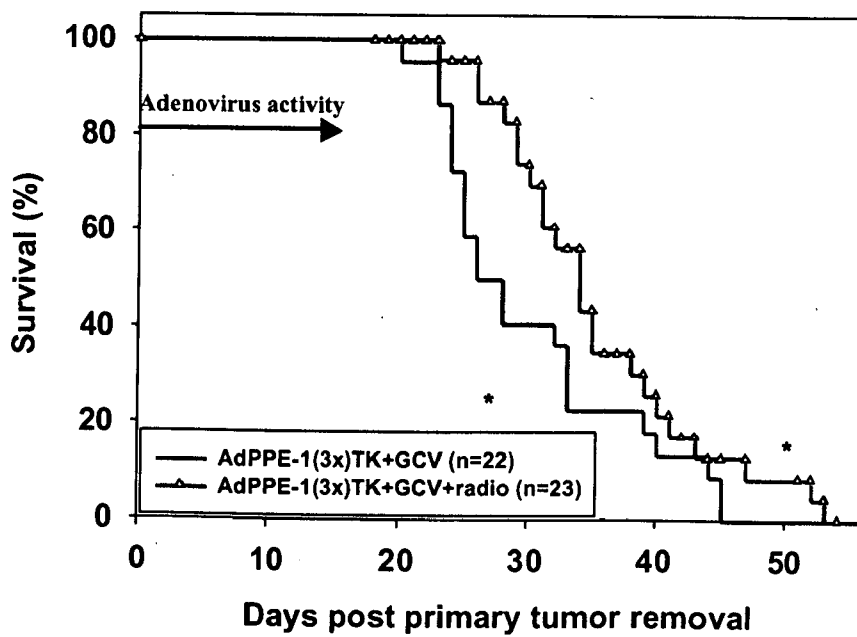 Survival (%)
100
80
60
40
20
0
Adenovirus activity
*
*
AdPPE-1(3x)TK+GCV (n=22)
AdPPE-1(3x)TK+GCV+radio (n=23)
0 10 20 30 40 50
Days post primary tumor removal